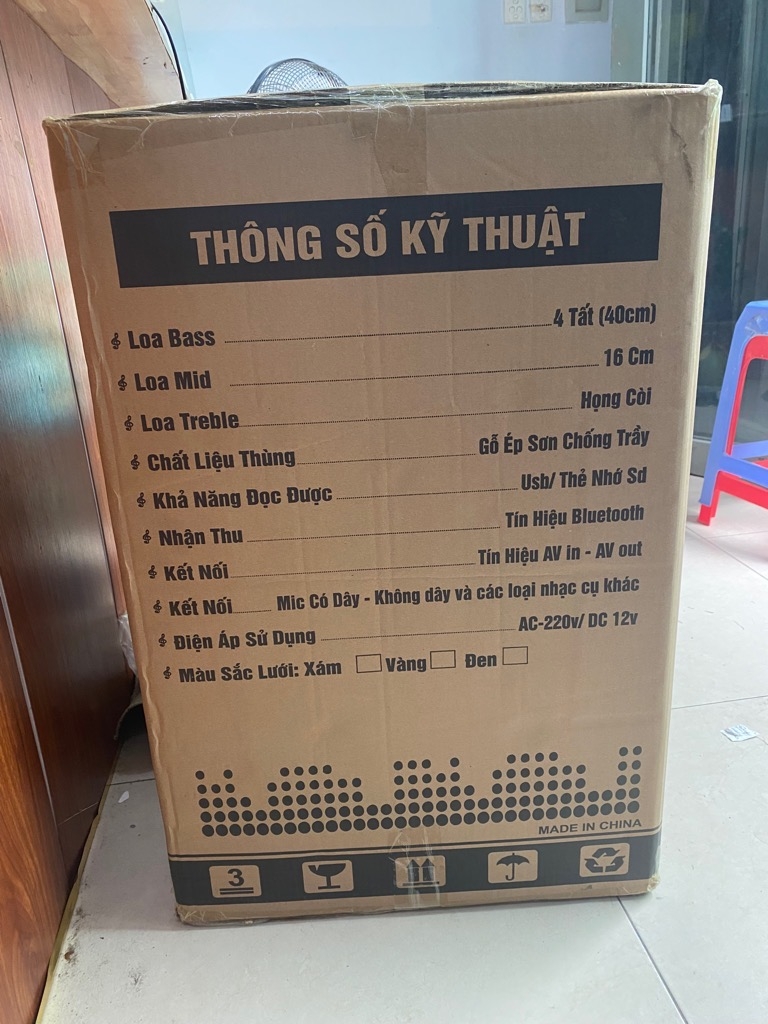 THÔNG SỐ KỸ THUẬT
Loa Bass 4 Tất (40cm)
Loa Mid 16 Cm
Loa Treble Họng Còi
Chất Liệu Thùng Gỗ Ép Sơn Chống Trầy
Khả Năng Đọc Được Usb/ Thẻ Nhớ Sd
Nhận Thu Tín Hiệu Bluetooth
Kết Nối Tín Hiệu AV in - AV out
Kết Nối Mic Có Dây - Không dây và các loại nhạc cụ khác
Điện Áp Sử Dụng AC-220v/ DC 12v
Màu Sắc Lưới: Xám Vàng Đen
MADE IN CHINA
3